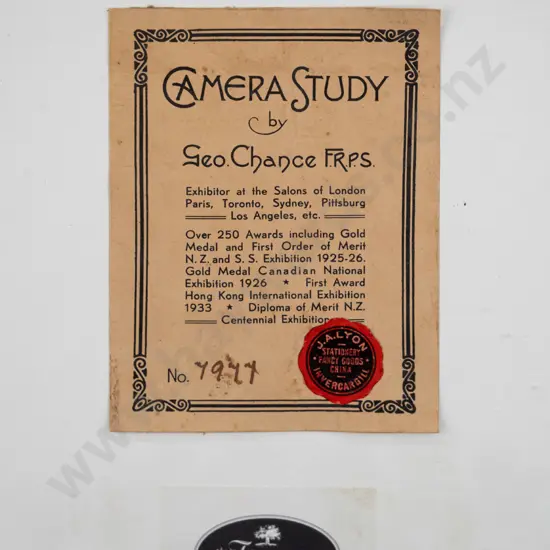 CAMERA STUDY
by
Geo. Chance F.R.P.S.
Exhibitor at the Salons of London
Paris, Toronto, Sydney, Pittsburg
Los Angeles, etc.
Over 250 Awards including Gold
Medal and First Order of Merit
N.Z. and S.S. Exhibition 1925-26.
Gold Medal Canadian National
Exhibition 1926 ★ First Award
Hong Kong International Exhibition
1933 ★ Diploma of Merit N.Z.
Centennial Exhibition
No. 7977
J.A. LYON
STATIONERY
FANCY GOODS
CHINA
INVERCARGILL